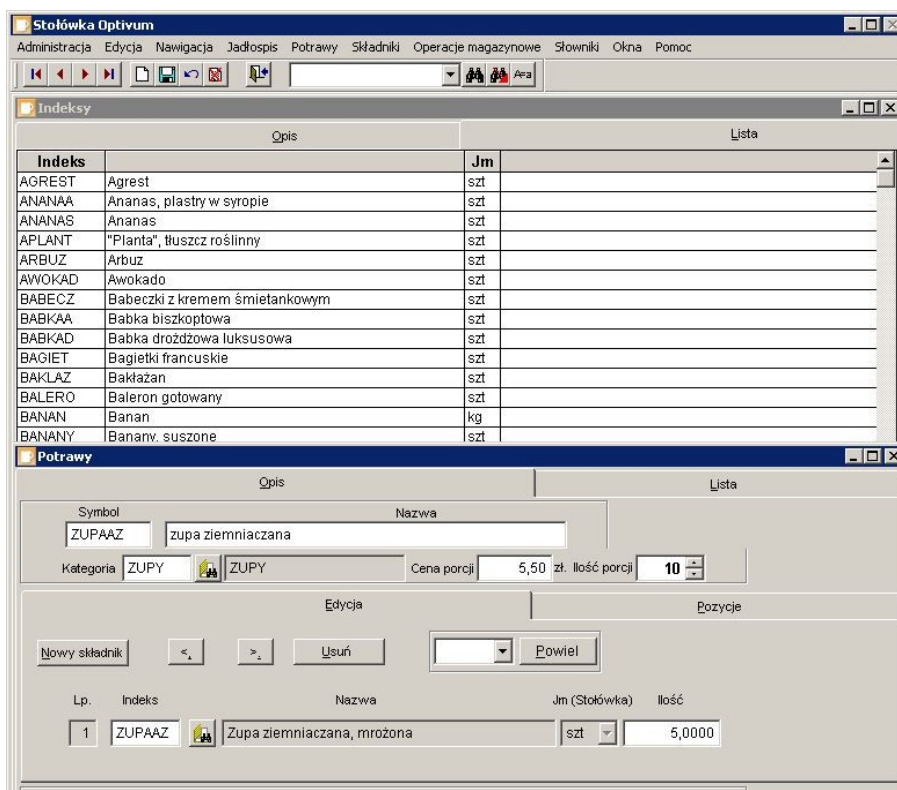 Stołówka Optivum
Administracja Edycja Nawigacja Jadłospis Potrawy Składniki Operacje magazynowe Słowniki Okna Pomoc
A=a
Indeksy
Opis Lista
Indeks Jm
AGREST Agrest szt
ANANAA Ananas, plastry w syropie szt
ANANAS Ananas szt
APLANT "Planta", tłuszcz roślinny szt
ARBUZ Arbuz szt
AWOKAD Awokado szt
BABECZ Babeczki z kremem śmietankowym szt
BABKAA Babka biszkoptowa szt
BABKAD Babka drożdżowa luksusowa szt
BAGIET Bagietki francuskie szt
BAKLAZ Bakłażan szt
BALERO Baleron gotowany szt
BANAN Banan kg
BANANY Banany, suszone szt
Potrawy
Opis Lista
Symbol Nazwa
ZUPAAZ zupa ziemniaczana
Kategoria ZUPY ZUPY Cena porcji 5,50 zł. Ilość porcji 10
Edycja Pozycje
Nowy składnik < > Usuń Powiel
Lp. Indeks Nazwa Jm (Stołówka) Ilość
1 ZUPAAZ Zupa ziemniaczana, mrożona szt 5,0000